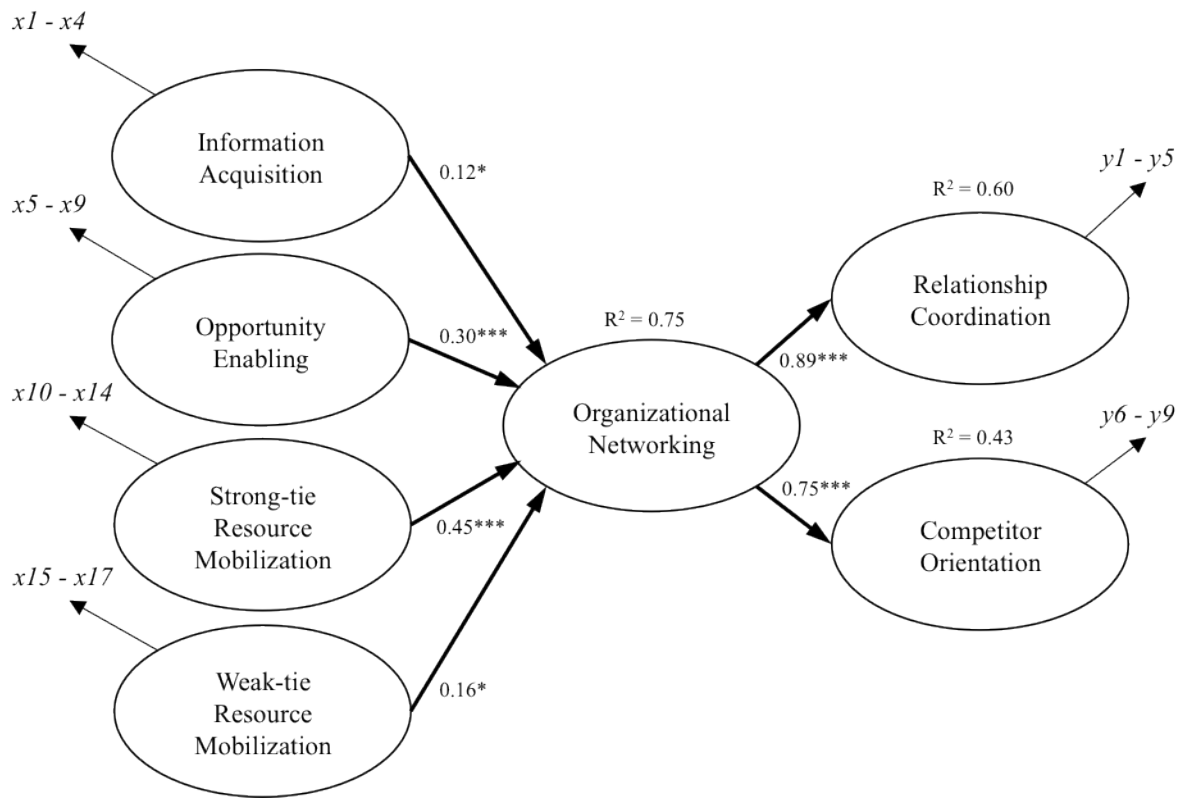 x1 - x4
Information
Acquisition
0.12*
x5 - x9
Opportunity
Enabling
0.30***
x10 - x14
Strong-tie
Resource
Mobilization
0.45***
x15 - x17
Weak-tie
Resource
Mobilization
0.16*
R² = 0.75
Organizational
Networking
y1 - y5
R² = 0.60
Relationship
Coordination
0.89***
y6 - y9
R² = 0.43
0.75***
Competitor
Orientation